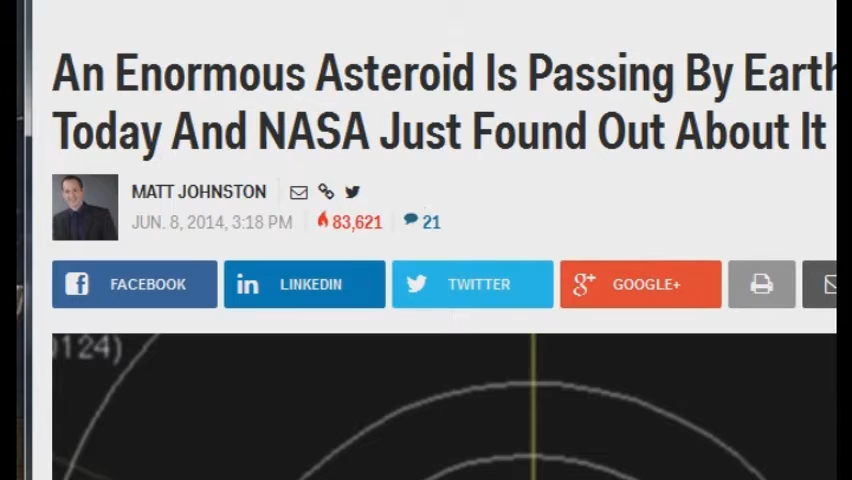 An Enormous Asteroid Is Passing By Earth
Today And NASA Just Found Out About It
MATT JOHNSTON
JUN. 8, 2014, 3:18 PM 83,621 21
FACEBOOK LINKEDIN TWITTER GOOGLE+
0124)